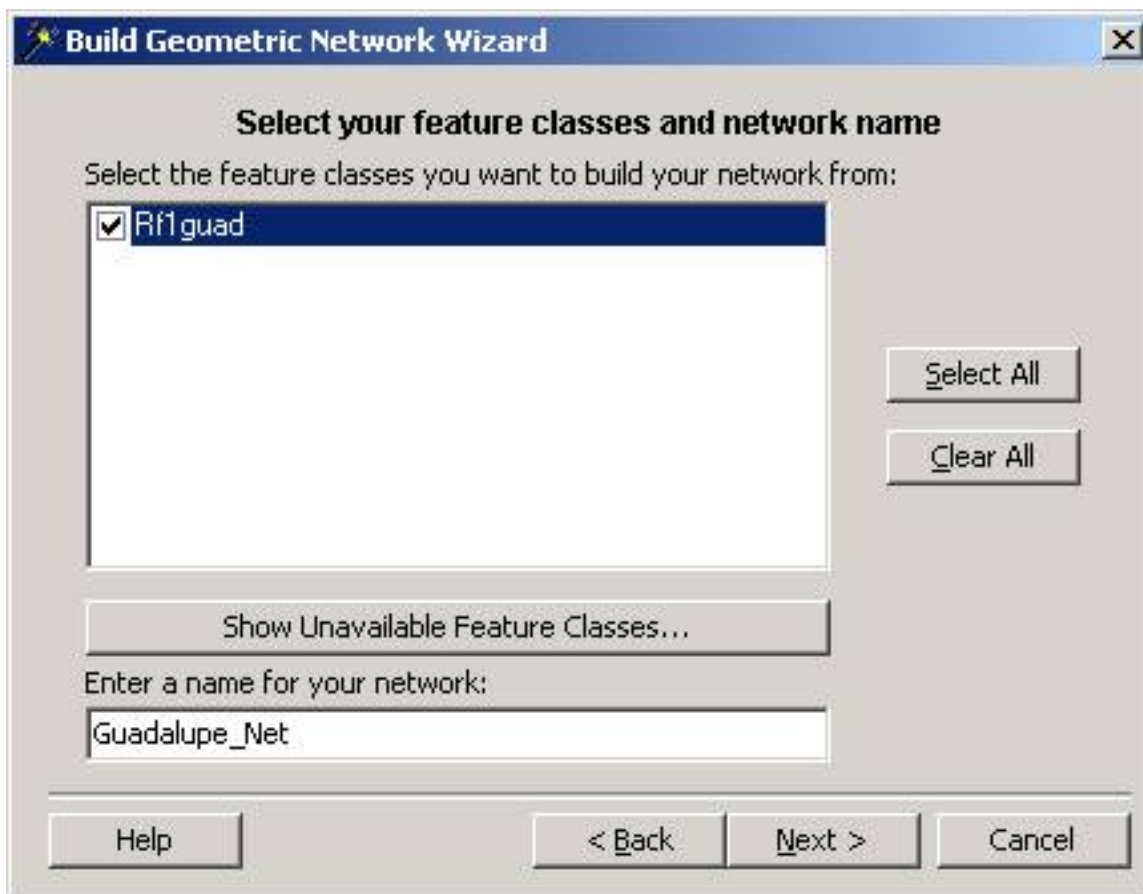 Build Geometric Network Wizard
Select your feature classes and network name
Select the feature classes you want to build your network from:
Rf1guad
Select All
Clear All
Show Unavailable Feature Classes...
Enter a name for your network:
Guadalupe_Net
Help
< Back
Next >
Cancel